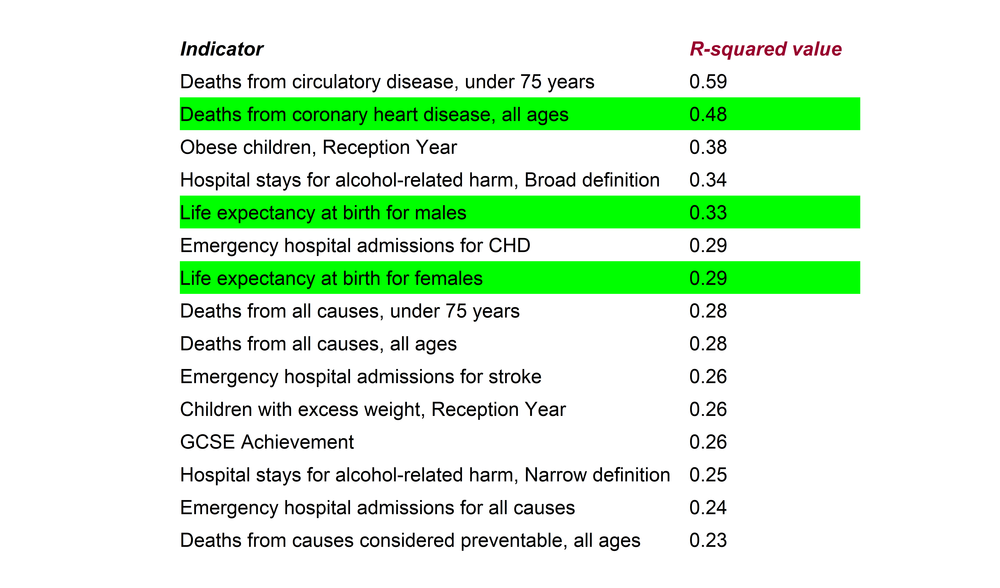 Indicator R-squared value
Deaths from circulatory disease, under 75 years 0.59
Deaths from coronary heart disease, all ages 0.48
Obese children, Reception Year 0.38
Hospital stays for alcohol-related harm, Broad definition 0.34
Life expectancy at birth for males 0.33
Emergency hospital admissions for CHD 0.29
Life expectancy at birth for females 0.29
Deaths from all causes, under 75 years 0.28
Deaths from all causes, all ages 0.28
Emergency hospital admissions for stroke 0.26
Children with excess weight, Reception Year 0.26
GCSE Achievement 0.26
Hospital stays for alcohol-related harm, Narrow definition 0.25
Emergency hospital admissions for all causes 0.24
Deaths from causes considered preventable, all ages 0.23